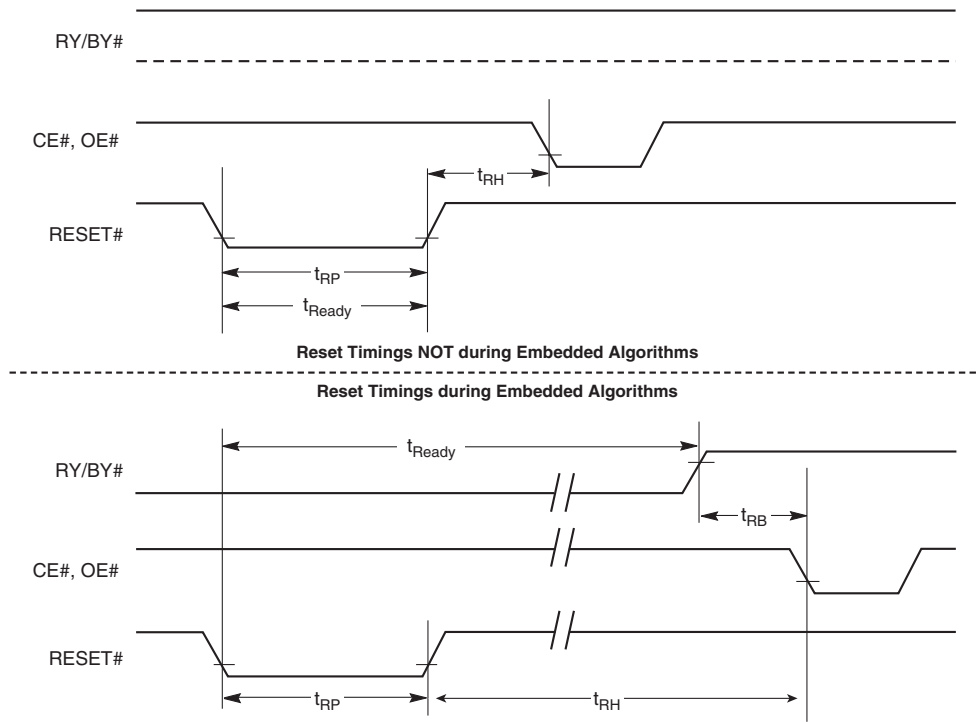 RY/BY#
CE#, OE#
tRH
RESET#
tRP
tReady
Reset Timings NOT during Embedded Algorithms
Reset Timings during Embedded Algorithms
tReady
RY/BY#
tRB
CE#, OE#
RESET#
tRP
tRH